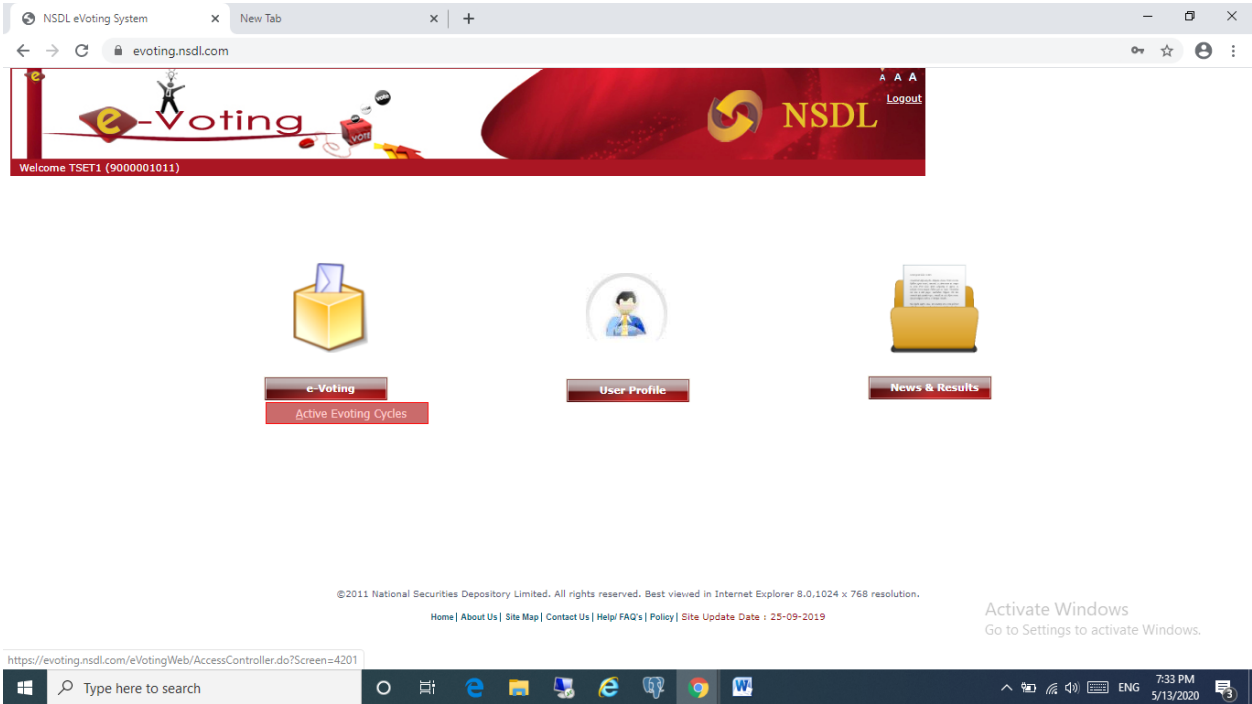 NSDL eVoting System
New Tab
evoting.nsdl.com
e
A A A
Logout
e-Voting
VOTE
NSDL
Welcome TSET1 (9000001011)
e-Voting
User Profile
News & Results
Active Evoting Cycles
©2011 National Securities Depository Limited. All rights reserved. Best viewed in Internet Explorer 8.0,1024 x 768 resolution.
Home| About Us| Site Map| Contact Us| Help/ FAQ's| Policy| Site Update Date : 25-09-2019
Activate Windows
Go to Settings to activate Windows.
https://evoting.nsdl.com/eVotingWeb/AccessController.do?Screen=4201
Type here to search
W
ENG
7:33 PM
5/13/2020
3